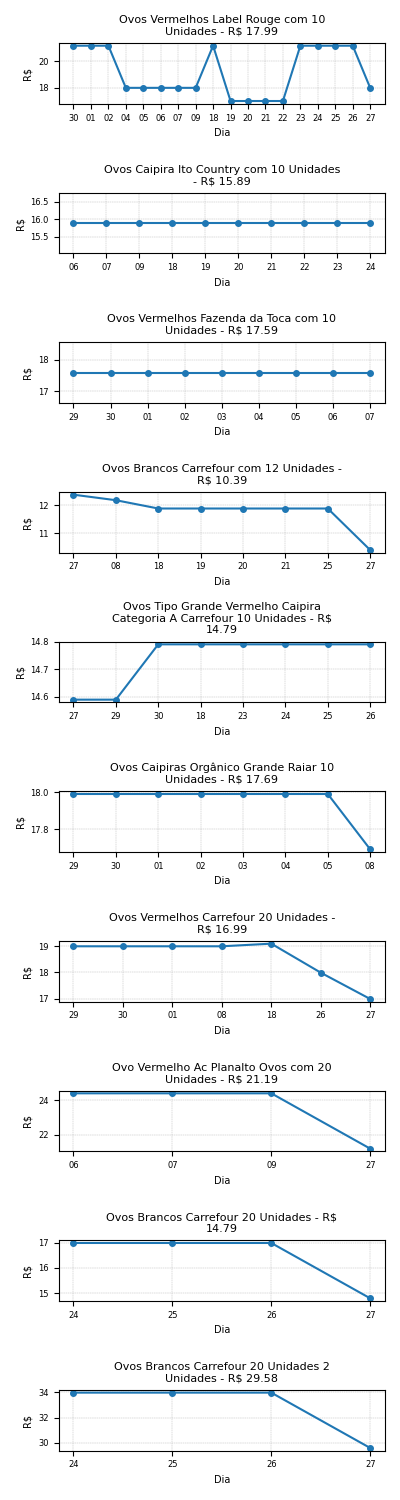 Ovos Vermelhos Label Rouge com 10
Unidades - R$ 17.99
R$
20
18
30 01 02 04 05 06 07 09 18 19 20 21 22 23 24 25 26 27
Dia
Ovos Caipira Ito Country com 10 Unidades
- R$ 15.89
R$
16.5
16.0
15.5
06 07 09 18 19 20 21 22 23 24
Dia
Ovos Vermelhos Fazenda da Toca com 10
Unidades - R$ 17.59
R$
18
17
29 30 01 02 03 04 05 06 07
Dia
Ovos Brancos Carrefour com 12 Unidades -
R$ 10.39
R$
12
11
27 08 18 19 20 21 25 27
Dia
Ovos Tipo Grande Vermelho Caipira
Categoria A Carrefour 10 Unidades - R$
14.79
R$
14.8
14.7
14.6
27 29 30 18 23 24 25 26
Dia
Ovos Caipiras Orgânico Grande Raiar 10
Unidades - R$ 17.69
R$
18.0
17.8
29 30 01 02 03 04 05 08
Dia
Ovos Vermelhos Carrefour 20 Unidades -
R$ 16.99
R$
19
18
17
29 30 01 08 18 26 27
Dia
Ovo Vermelho Ac Planalto Ovos com 20
Unidades - R$ 21.19
R$
24
22
06 07 09 27
Dia
Ovos Brancos Carrefour 20 Unidades - R$
14.79
R$
17
16
15
24 25 26 27
Dia
Ovos Brancos Carrefour 20 Unidades 2
Unidades - R$ 29.58
R$
34
32
30
24 25 26 27
Dia